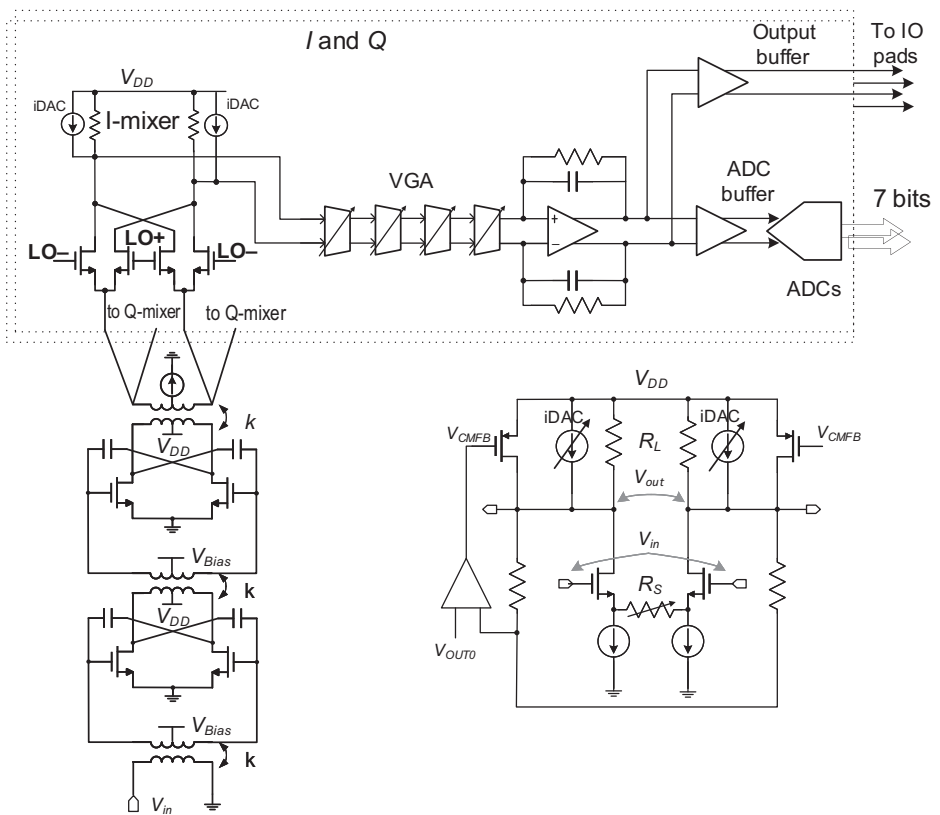 I and Q
Output buffer
To IO pads
V_DD
iDAC
iDAC
I-mixer
VGA
ADC buffer
7 bits
ADCs
LO–
LO+
LO–
to Q-mixer
to Q-mixer
k
V_DD
V_Bias
k
V_DD
V_Bias
k
V_in
V_DD
V_CMFB
iDAC
R_L
iDAC
V_CMFB
V_out
V_in
R_S
V_OUT0
+
–